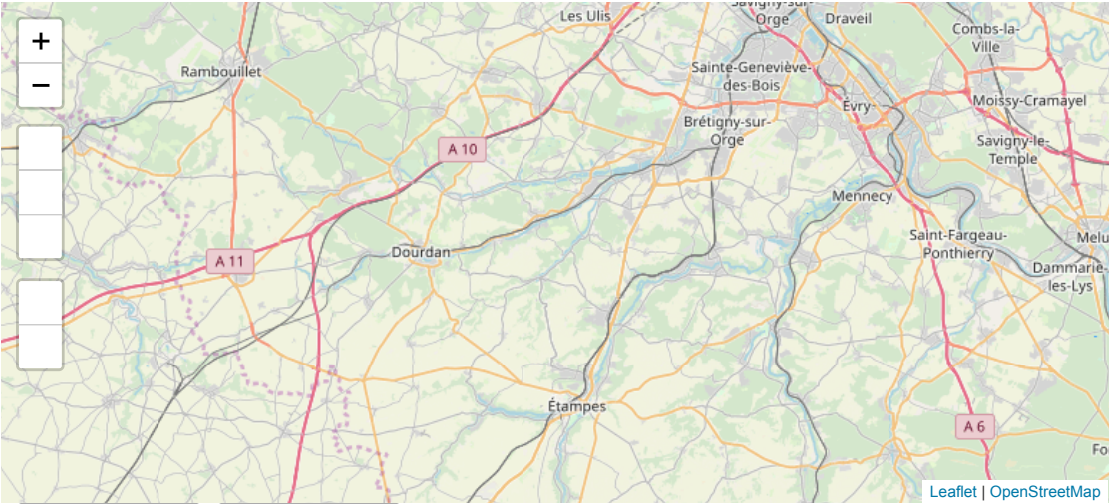 +
−
Les Ulis
Savigny-sur-
Orge
Draveil
Combs-la-
Ville
Rambouillet
Sainte-Geneviève-
des-Bois
Évry
Moissy-Cramayel
Brétigny-sur-
Orge
A 10
Savigny-le-
Temple
Mennecy
Dourdan
A 11
Saint-Fargeau-
Ponthierry
Melu
Dammarie-
les-Lys
Étampes
A 6
Fo
Leaflet | OpenStreetMap